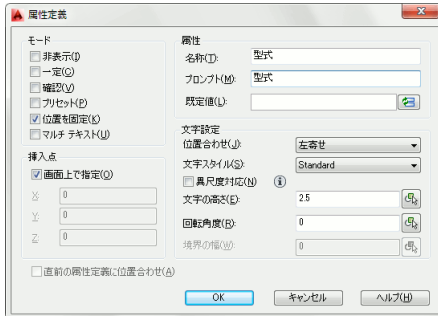 属性定義
モード
非表示(I)
一定(C)
確認(V)
プリセット(P)
位置を固定(K)
マルチ テキスト(U)
挿入点
画面上で指定(O)
X:
0
Y:
0
Z:
0
直前の属性定義に位置合わせ(A)
属性
名称(T):
型式
プロンプト(M):
型式
既定値(L):
文字設定
位置合わせ(J):
左寄せ
文字スタイル(S):
Standard
異尺度対応(N)
文字の高さ(E):
2.5
回転角度(R):
0
境界の幅(W):
0
OK
キャンセル
ヘルプ(H)